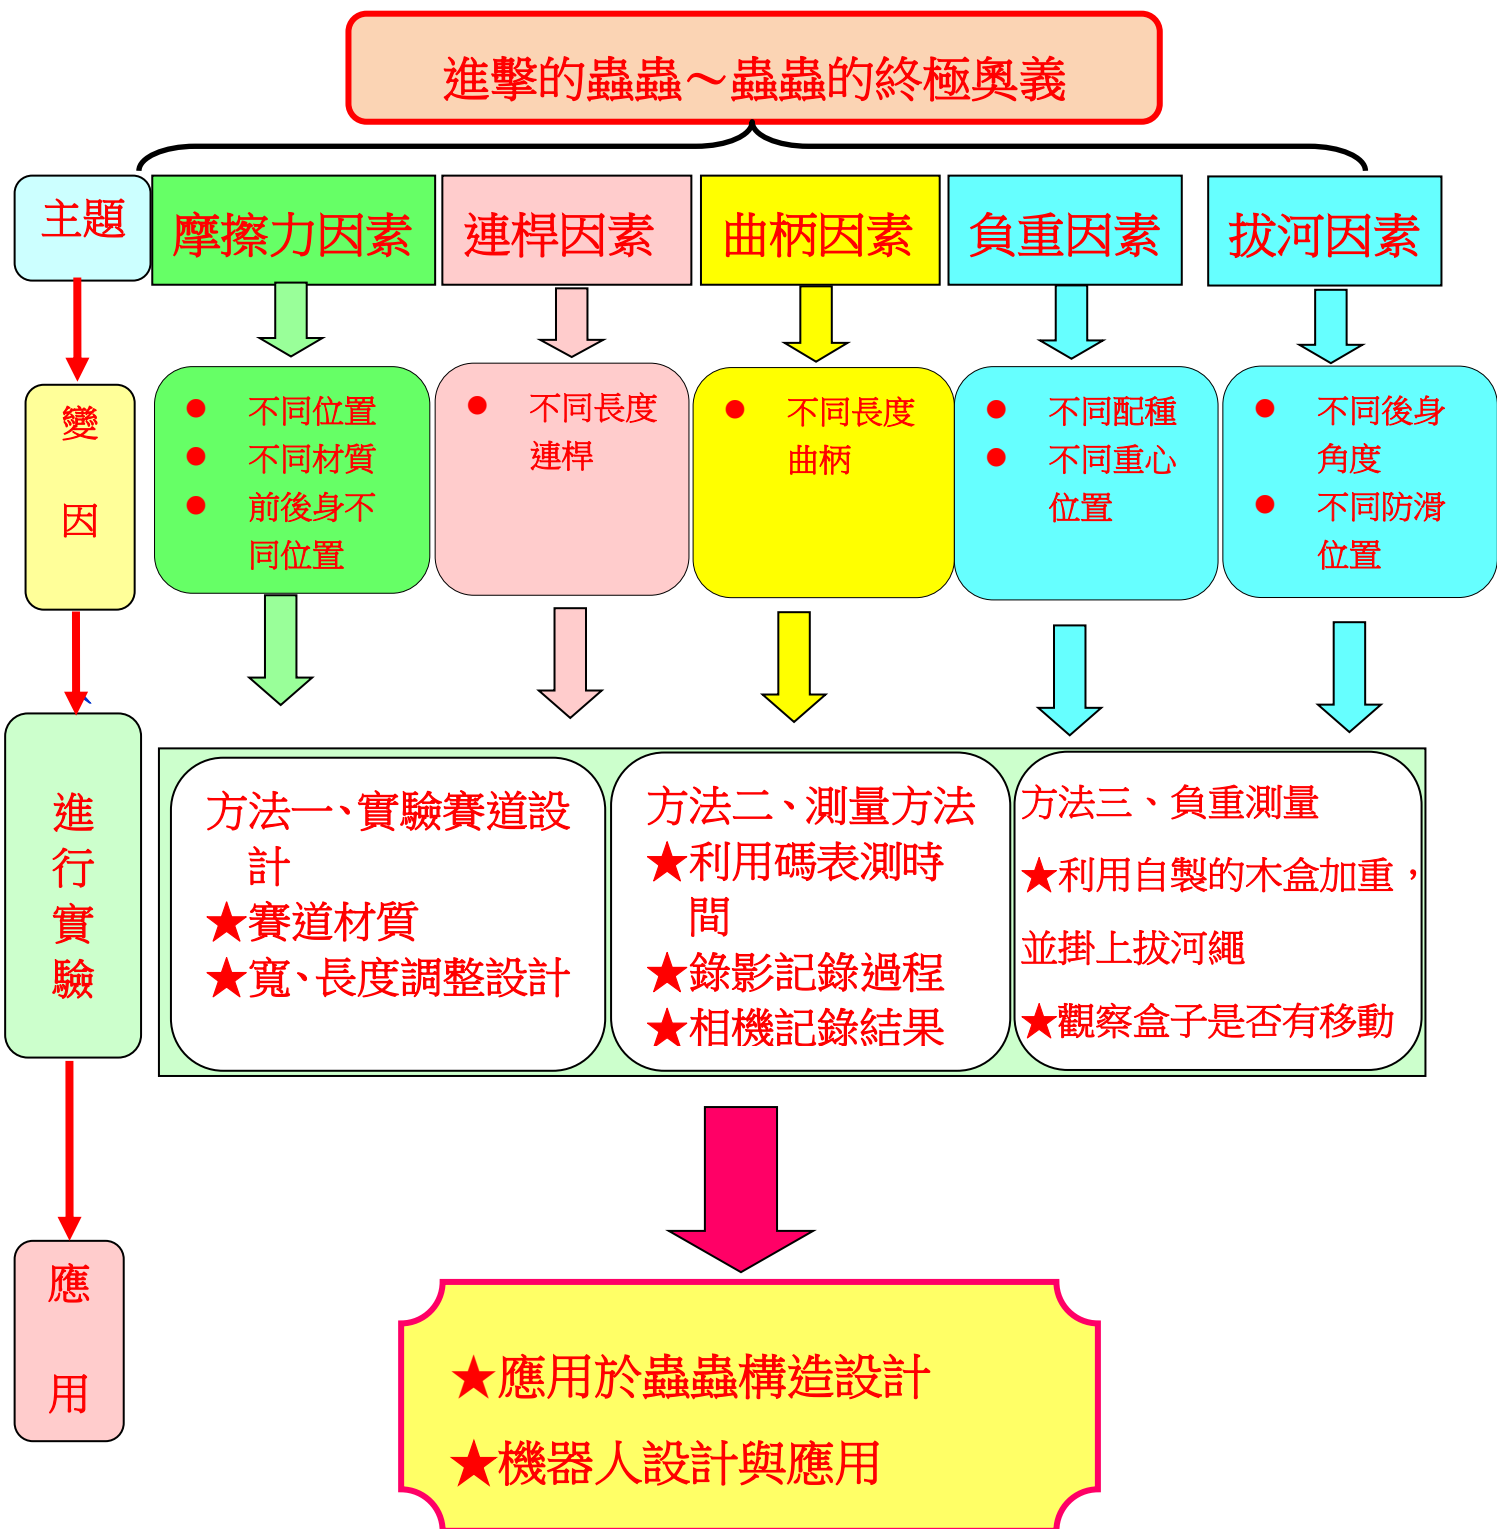 進擊的蟲蟲～蟲蟲的終極奧義
主題
摩擦力因素
連桿因素
曲柄因素
負重因素
拔河因素
變
因
● 不同位置
● 不同材質
● 前後身不
同位置
● 不同長度
連桿
● 不同長度
曲柄
● 不同配種
● 不同重心
位置
● 不同後身
角度
● 不同防滑
位置
進
行
實
驗
方法一、實驗賽道設
計
★賽道材質
★寬、長度調整設計
方法二、測量方法
★利用碼表測時
間
★錄影記錄過程
★相機記錄結果
方法三、負重測量
★利用自製的木盒加重，
並掛上拔河繩
★觀察盒子是否有移動
應
用
★應用於蟲蟲構造設計
★機器人設計與應用